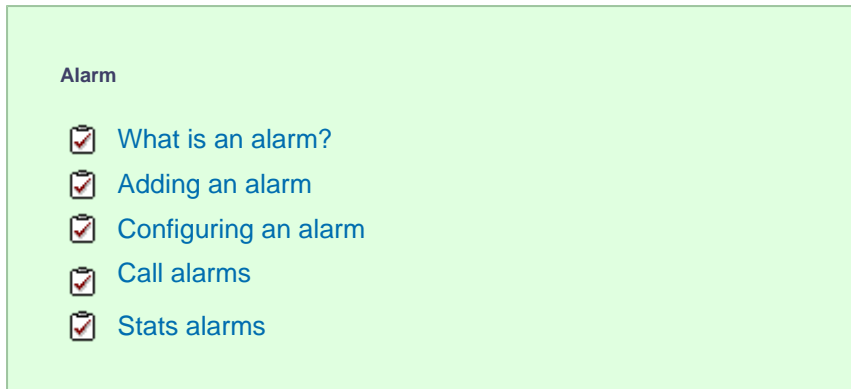 Alarm
What is an alarm?
Adding an alarm
Configuring an alarm
Call alarms
Stats alarms